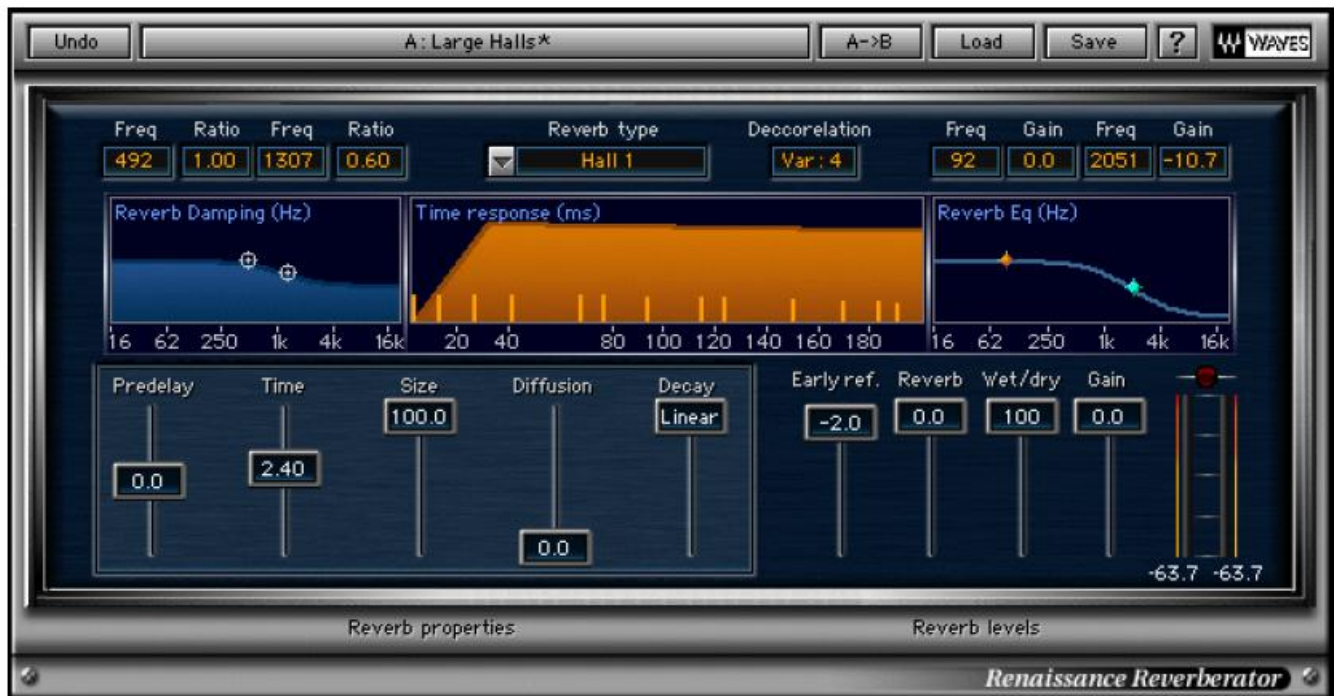 Undo A: Large Halls* A->B Load Save ? WAVES
Freq Ratio Freq Ratio Reverb type Deccorelation Freq Gain Freq Gain
492 1.00 1307 0.60 Hall 1 Var : 4 92 0.0 2051 -10.7
Reverb Damping (Hz) Time response (ms) Reverb Eq (Hz)
16 62 250 1k 4k 16k 20 40 80 100 120 140 160 180 16 62 250 1k 4k 16k
Predelay Time Size Diffusion Decay Early ref. Reverb Wet/dry Gain
100.0 Linear -2.0 0.0 100 0.0
0.0 2.40
0.0
-63.7 -63.7
Reverb properties Reverb levels
Renaissance Reverberator